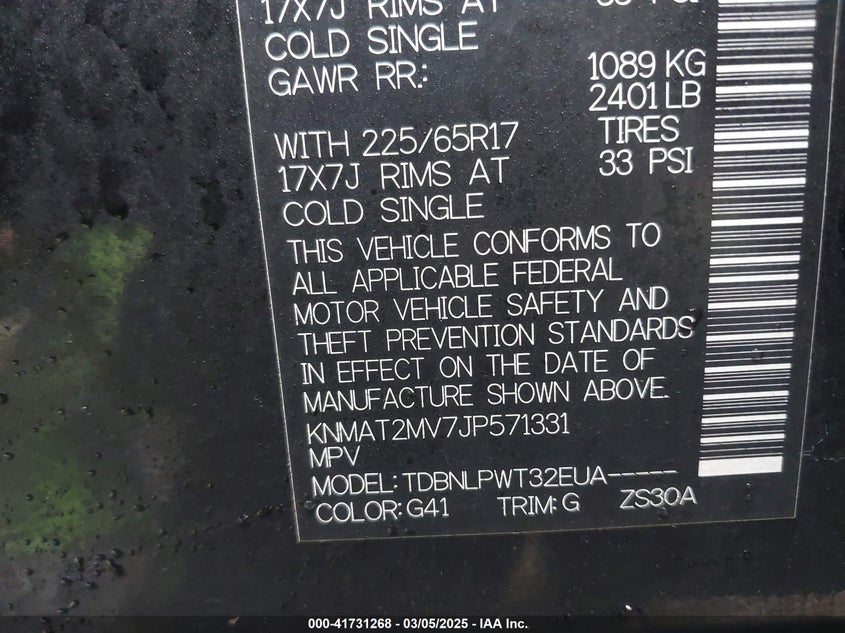 17X7J RIMS AT 33 PSI
COLD SINGLE
GAWR RR.: 1089 KG
2401 LB
WITH 225/65R17 TIRES
17X7J RIMS AT 33 PSI
COLD SINGLE
THIS VEHICLE CONFORMS TO
ALL APPLICABLE FEDERAL
MOTOR VEHICLE SAFETY AND
THEFT PREVENTION STANDARDS
IN EFFECT ON THE DATE OF
MANUFACTURE SHOWN ABOVE.
KNMAT2MV7JP571331
MPV
MODEL: TDBNLPWT32EUA-----
COLOR: G41 TRIM: G ZS30A
000-41731268 - 03/05/2025 - IAA Inc.